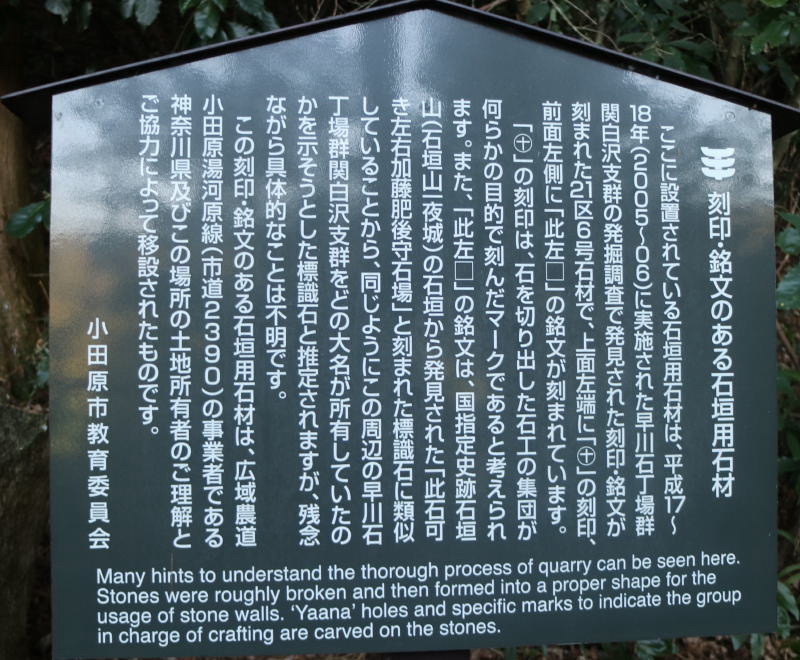 刻印・銘文のある石垣用石材
ここに設置されている石垣用石材は、平成17～
18年(2005～06)に実施された早川石丁場群
関白沢支群の発掘調査で発見された刻印・銘文が
刻まれた21区6号石材で、上面左端に「㊉」の刻印、
前面左側に「此左□」の銘文が刻まれています。
「㊉」の刻印は、石を切り出した石工の集団が
何らかの目的で刻んだマークであると考えられ
ます。また、「此左□」の銘文は、国指定史跡石垣
山(石垣山一夜城)の石垣から発見された「此石可
き左右加藤肥後守石場」と刻まれた標識石に類似
していることから、同じようにこの周辺の早川石
丁場群関白沢支群をどの大名が所有していたの
かを示そうとした標識石と推定されますが、残念
ながら具体的なことは不明です。
この刻印・銘文のある石垣用石材は、広域農道
小田原湯河原線(市道2390)の事業者である
神奈川県及びこの場所の土地所有者のご理解と
ご協力によって移設されたものです。
小田原市教育委員会
Many hints to understand the thorough process of quarry can be seen here.
Stones were roughly broken and then formed into a proper shape for the
usage of stone walls. ‘Yaana’ holes and specific marks to indicate the group
in charge of crafting are carved on the stones.